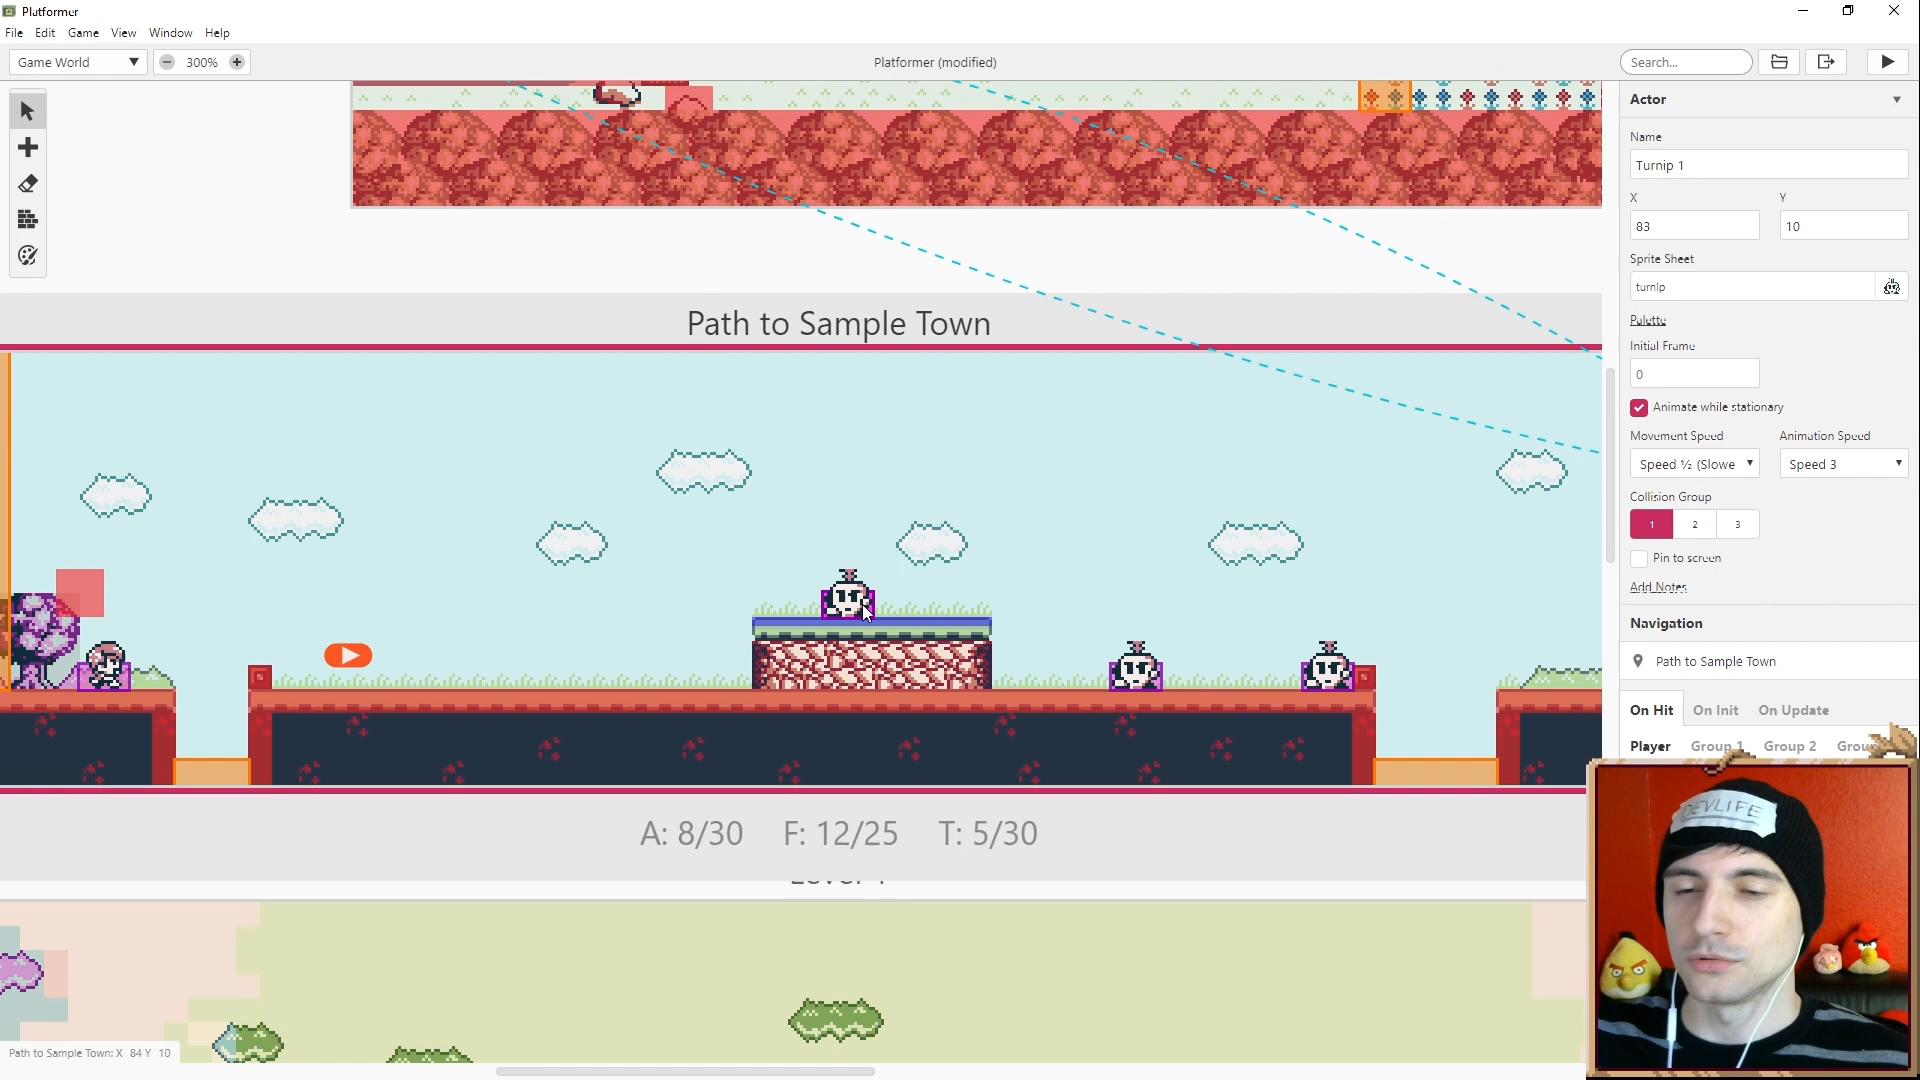 Platformer
File Edit Game View Window Help
Game World
300%
Platformer (modified)
Search...
Actor
Name
Turnip 1
X Y
83 10
Sprite Sheet
turnip
Palette
Initial Frame
0
Animate while stationary
Movement Speed Animation Speed
Speed ½ (Slowe Speed 3
Collision Group
1 2 3
Pin to screen
Add Notes
Navigation
Path to Sample Town
On Hit On Init On Update
Player Group 1 Group 2
Path to Sample Town
A: 8/30 F: 12/25 T: 5/30
DEVLIFE
Path to Sample Town: X 84 Y 10